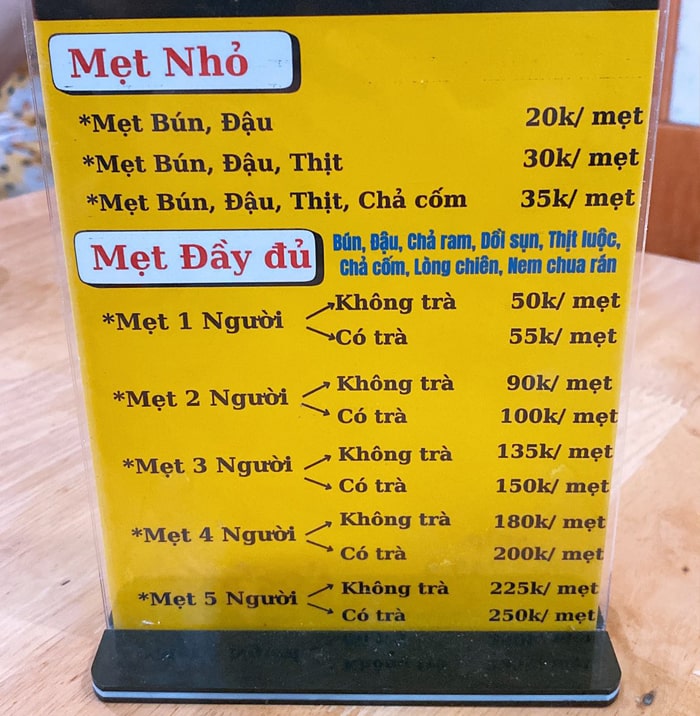 Mẹt Nhỏ
*Mẹt Bún, Đậu 20k/ mẹt
*Mẹt Bún, Đậu, Thịt 30k/ mẹt
*Mẹt Bún, Đậu, Thịt, Chả cốm 35k/ mẹt
Mẹt Đầy đủ
Bún, Đậu, Chả ram, Dồi sụn, Thịt luộc,
Chả cốm, Lòng chiên, Nem chua rán
*Mẹt 1 Người
Không trà 50k/ mẹt
Có trà 55k/ mẹt
*Mẹt 2 Người
Không trà 90k/ mẹt
Có trà 100k/ mẹt
*Mẹt 3 Người
Không trà 135k/ mẹt
Có trà 150k/ mẹt
*Mẹt 4 Người
Không trà 180k/ mẹt
Có trà 200k/ mẹt
*Mẹt 5 Người
Không trà 225k/ mẹt
Có trà 250k/ mẹt